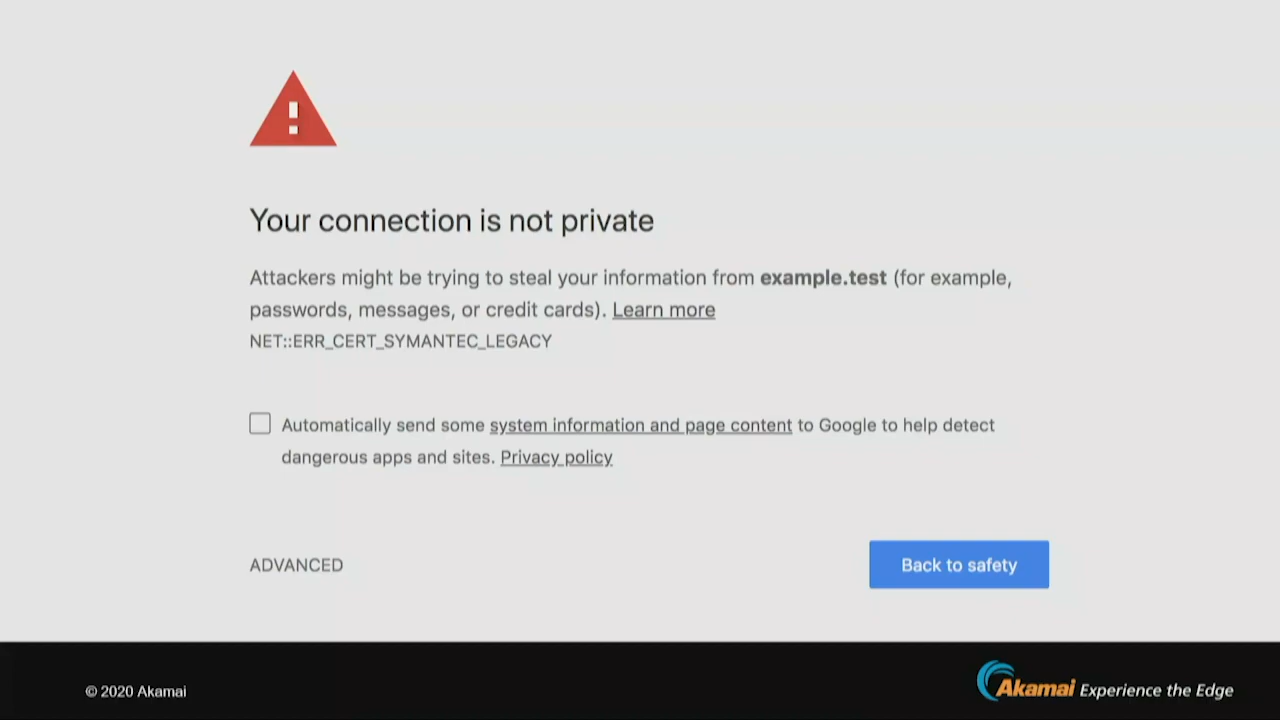 Your connection is not private
Attackers might be trying to steal your information from example.test (for example,
passwords, messages, or credit cards). Learn more
NET::ERR_CERT_SYMANTEC_LEGACY
Automatically send some system information and page content to Google to help detect
dangerous apps and sites. Privacy policy
ADVANCED
Back to safety
© 2020 Akamai
Akamai Experience the Edge